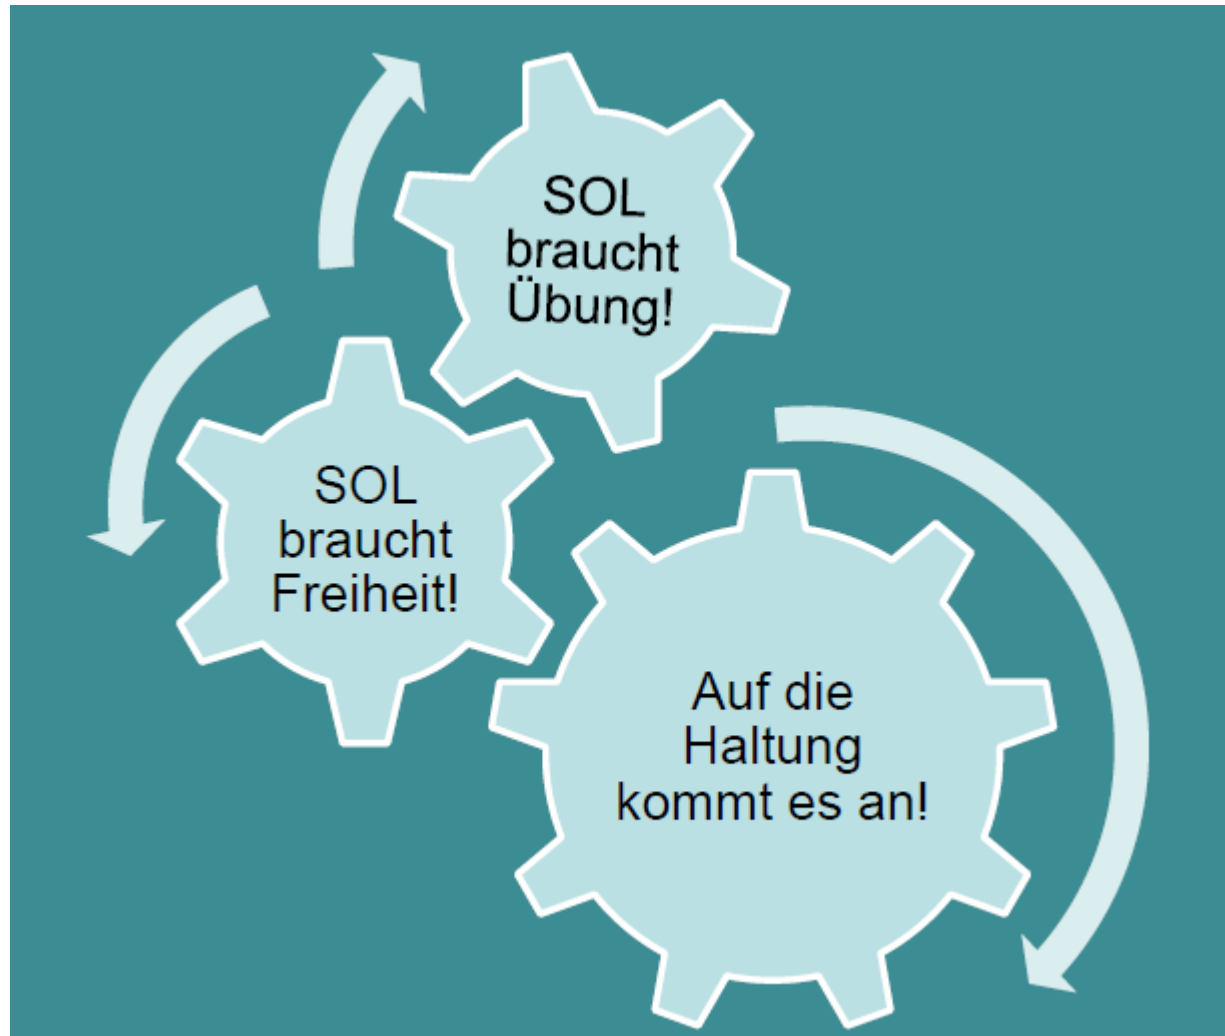 SOL
braucht
Übung!
SOL
braucht
Freiheit!
Auf die
Haltung
kommt es an!